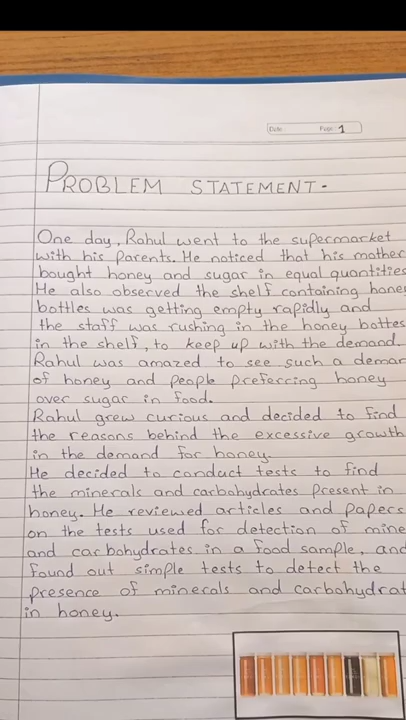 Date: Page: 1
PROBLEM STATEMENT-
One day, Rahul went to the supermarket
with his parents. He noticed that his mother
bought honey and sugar in equal quantities
He also observed the shelf containing hone
bottles was getting empty rapidly and
the staff was rushing in the honey bottes
in the shelf, to keep up with the demand.
Rahul was amazed to see such a deman
of honey and people preferring honey
over sugar in food.
Rahul grew curious and decided to find
the reasons behind the excessive growth
in the demand for honey.
He decided to conduct tests to find
the minerals and carbohydrates present in
honey. He reviewed articles and papers
on the tests used for detection of mine
and carbohydrates in a food sample, and
found out simple tests to detect the
presence of minerals and carbohydrat
in honey.